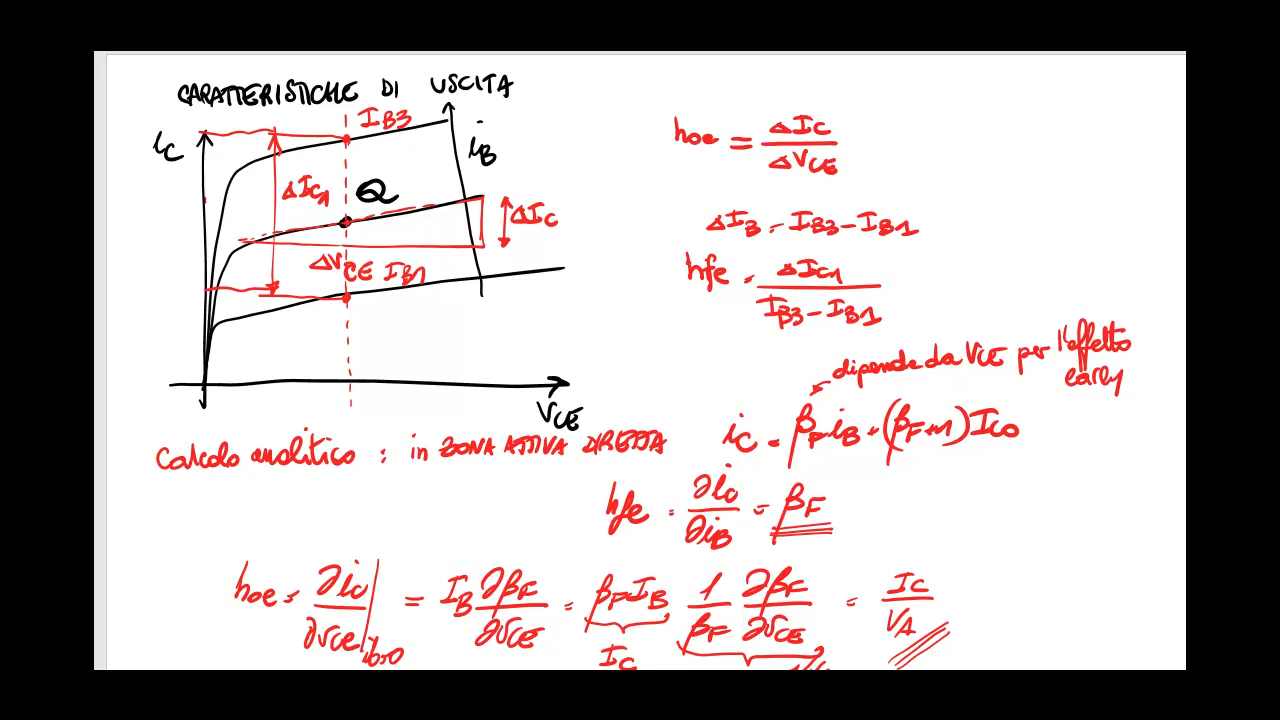 CARATTERISTICHE DI USCITA
iC
IB3
iB
ΔIC1
Q
ΔIC
ΔVCE
IB1
VCE
hoe = ΔIC / ΔVCE
ΔIB = IB3 - IB1
hfe = ΔIC1 / IB3 - IB1
dipende da VCE per l'effetto
early
iC = βF iB + (βF+1) ICO
Calcolo analitico : in ZONA ATTIVA DIRETTA
hfe = ∂iC / ∂iB = βF
hoe = ∂iC / ∂vCE | ib=0 = IB ∂βF / ∂vCE = βF IB 1 / βF ∂βF / ∂vCE = IC / VA
IC